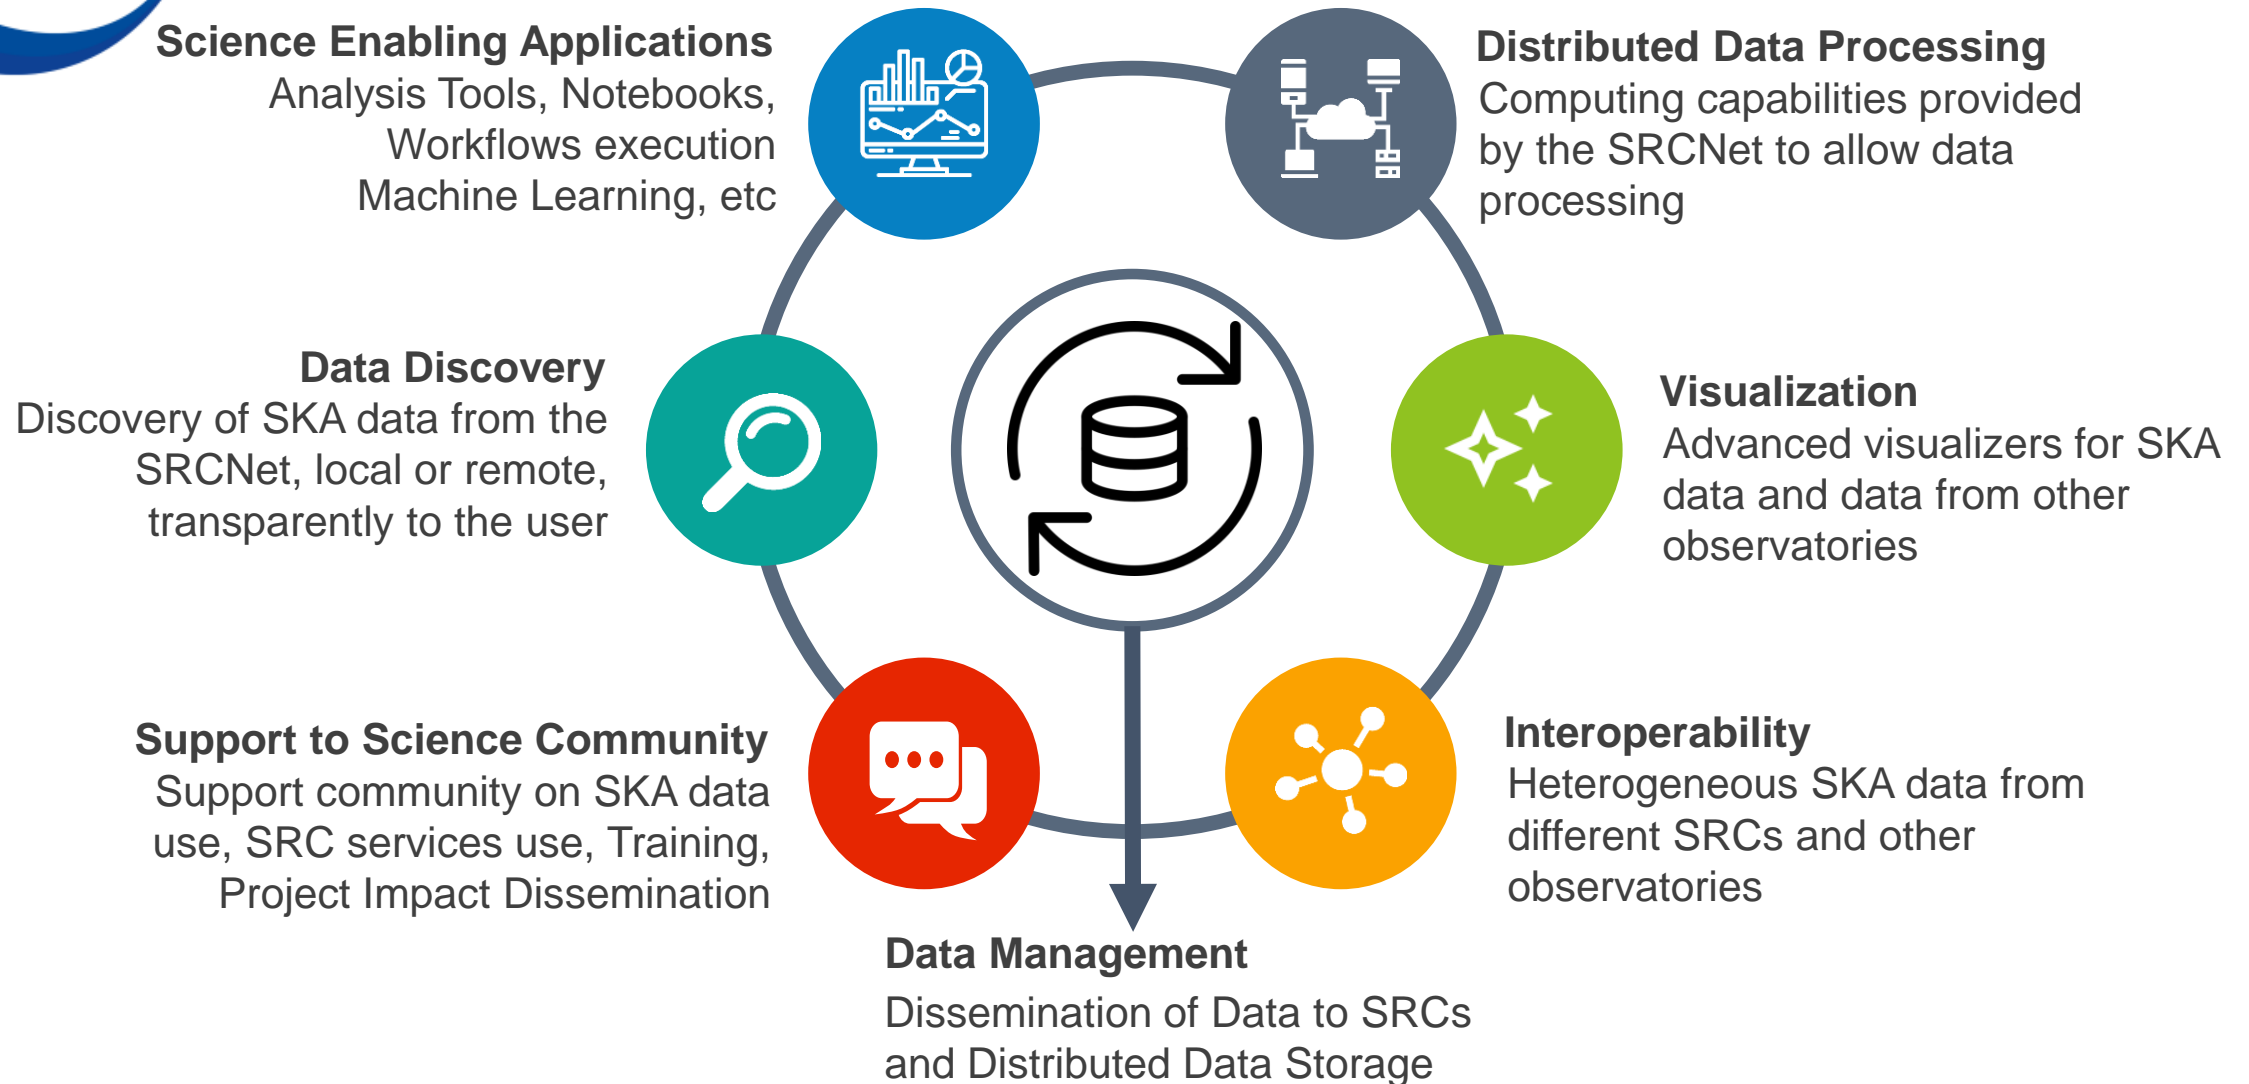 Science Enabling Applications
Analysis Tools, Notebooks,
Workflows execution
Machine Learning, etc
Distributed Data Processing
Computing capabilities provided
by the SRCNet to allow data
processing
Data Discovery
Discovery of SKA data from the
SRCNet, local or remote,
transparently to the user
Visualization
Advanced visualizers for SKA
data and data from other
observatories
Support to Science Community
Support community on SKA data
use, SRC services use, Training,
Project Impact Dissemination
Interoperability
Heterogeneous SKA data from
different SRCs and other
observatories
Data Management
Dissemination of Data to SRCs
and Distributed Data Storage